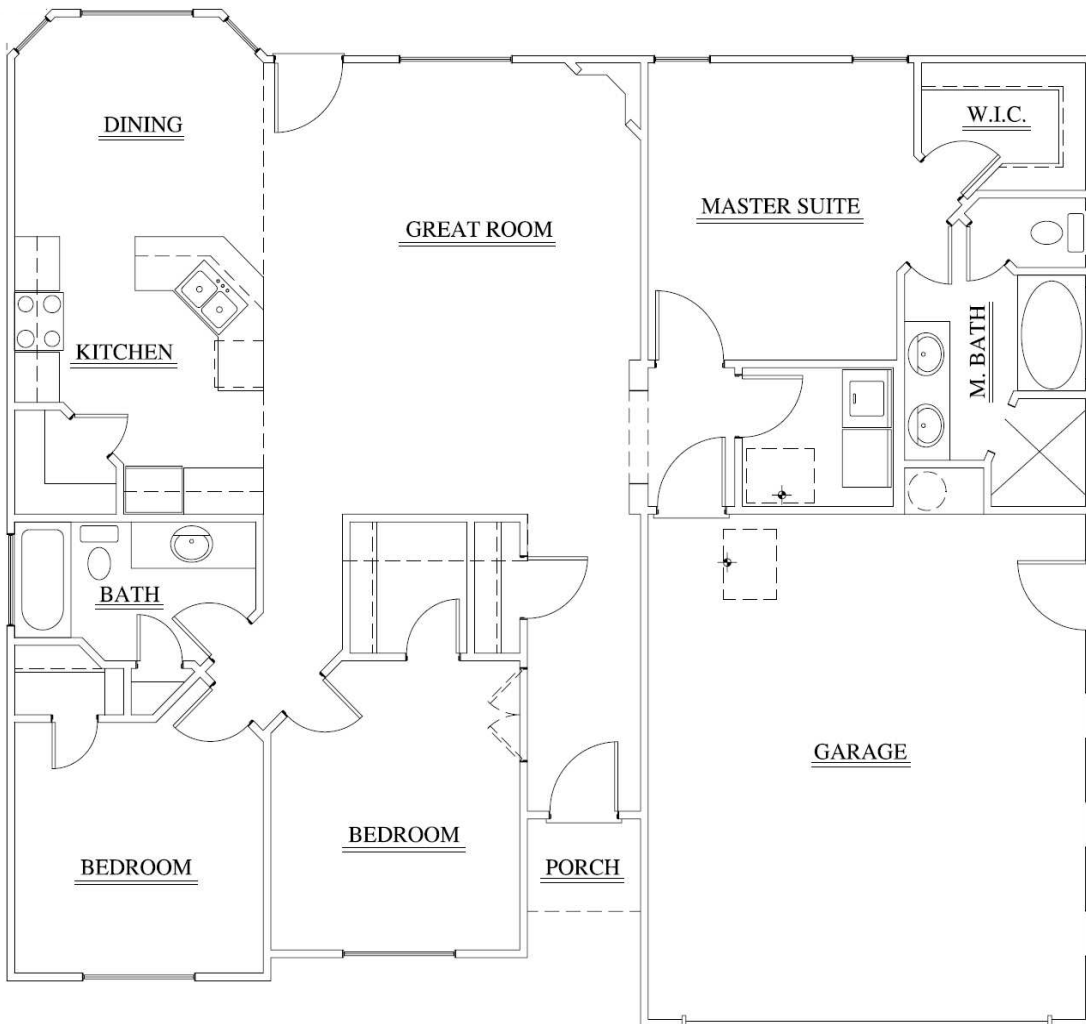 DINING
W.I.C.
MASTER SUITE
GREAT ROOM
KITCHEN
M. BATH
BATH
GARAGE
BEDROOM
BEDROOM
PORCH